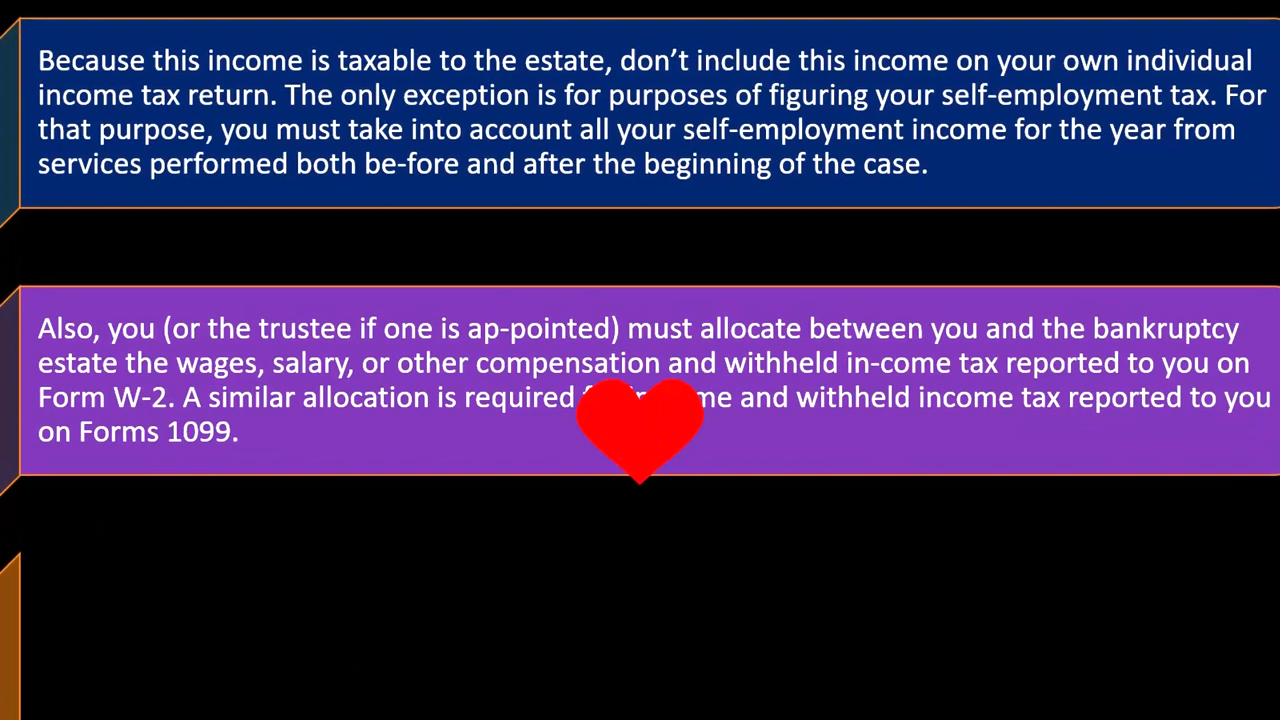 Because this income is taxable to the estate, don’t include this income on your own individual
income tax return. The only exception is for purposes of figuring your self-employment tax. For
that purpose, you must take into account all your self-employment income for the year from
services performed both be-fore and after the beginning of the case.
Also, you (or the trustee if one is ap-pointed) must allocate between you and the bankruptcy
estate the wages, salary, or other compensation and withheld in-come tax reported to you on
Form W-2. A similar allocation is required and withheld income tax reported to you
on Forms 1099.